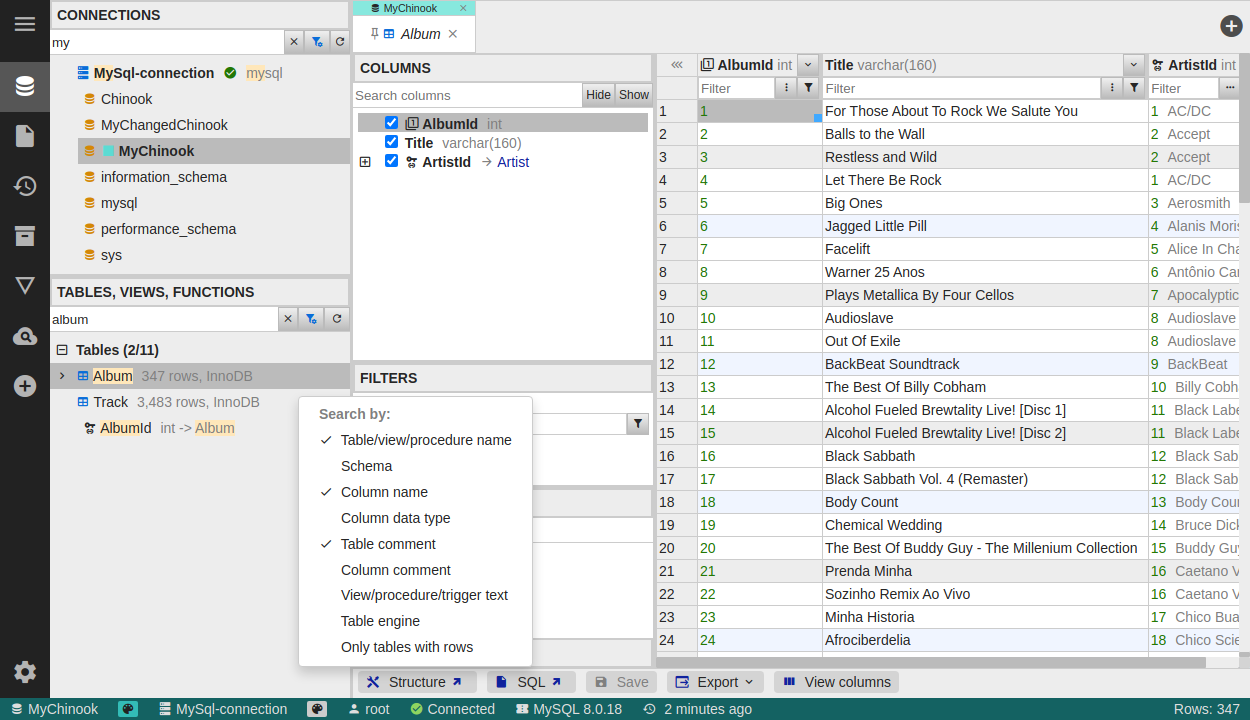 CONNECTIONS
my
MySql-connection mysql
Chinook
MyChangedChinook
MyChinook
information_schema
mysql
performance_schema
sys
TABLES, VIEWS, FUNCTIONS
album
Tables (2/11)
Album 347 rows, InnoDB
Track 3,483 rows, InnoDB
AlbumId int -> Album
Search by:
Table/view/procedure name
Schema
Column name
Column data type
Table comment
Column comment
View/procedure/trigger text
Table engine
Only tables with rows
MyChinook
Album
COLUMNS
Search columns Hide Show
AlbumId int
Title varchar(160)
ArtistId → Artist
FILTERS
AlbumId int Title varchar(160) ArtistId int
Filter Filter Filter
1 1 For Those About To Rock We Salute You 1 AC/DC
2 2 Balls to the Wall 2 Accept
3 3 Restless and Wild 2 Accept
4 4 Let There Be Rock 1 AC/DC
5 5 Big Ones 3 Aerosmith
6 6 Jagged Little Pill 4 Alanis Moris
7 7 Facelift 5 Alice In Cha
8 8 Warner 25 Anos 6 Antônio Car
9 9 Plays Metallica By Four Cellos 7 Apocalyptic
10 10 Audioslave 8 Audioslave
11 11 Out Of Exile 8 Audioslave
12 12 BackBeat Soundtrack 9 BackBeat
13 13 The Best Of Billy Cobham 10 Billy Cobh
14 14 Alcohol Fueled Brewtality Live! [Disc 1] 11 Black Labe
15 15 Alcohol Fueled Brewtality Live! [Disc 2] 11 Black Labe
16 16 Black Sabbath 12 Black Sab
17 17 Black Sabbath Vol. 4 (Remaster) 12 Black Sab
18 18 Body Count 13 Body Cour
19 19 Chemical Wedding 14 Bruce Dick
20 20 The Best Of Buddy Guy - The Millenium Collection 15 Buddy Guy
21 21 Prenda Minha 16 Caetano V
22 22 Sozinho Remix Ao Vivo 16 Caetano V
23 23 Minha Historia 17 Chico Bua
24 24 Afrociberdelia 18 Chico Scie
Structure SQL Save Export View columns
MyChinook MySql-connection root Connected MySQL 8.0.18 2 minutes ago Rows: 347